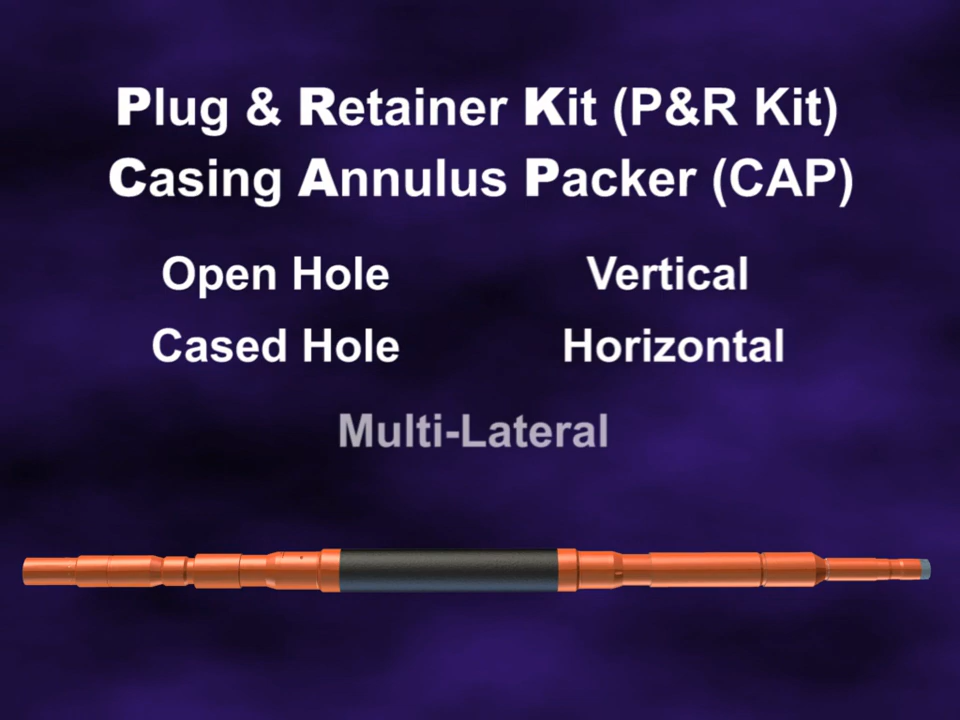 Plug & Retainer Kit (P&R Kit)
Casing Annulus Packer (CAP)
Open Hole Vertical
Cased Hole Horizontal
Multi-Lateral